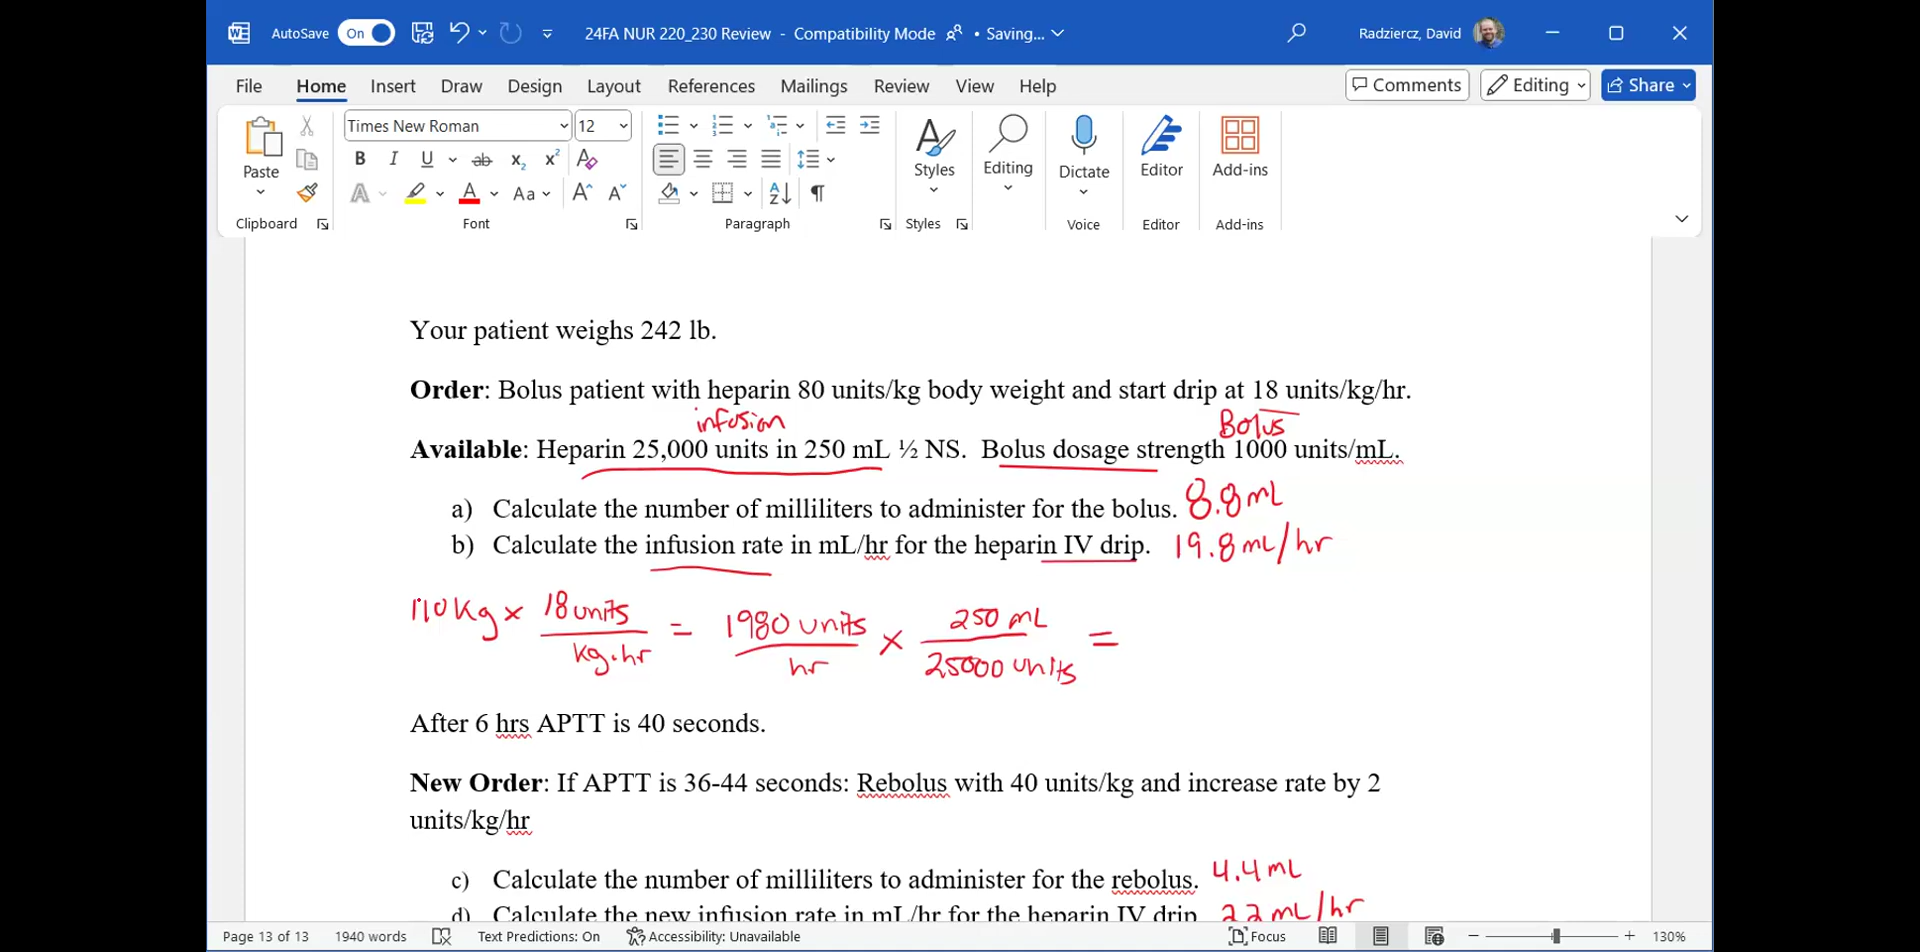 AutoSave On 24FA NUR 220_230 Review - Compatibility Mode • Saving... Radziercz, David
File Home Insert Draw Design Layout References Mailings Review View Help Comments Editing Share
Times New Roman 12
Paste B I U ab x₂ x² A Styles Editing Dictate Editor Add-ins
A A Aa A A
Clipboard Font Paragraph Styles Voice Editor Add-ins
Your patient weighs 242 lb.
Order: Bolus patient with heparin 80 units/kg body weight and start drip at 18 units/kg/hr.
infusion Bolus
Available: Heparin 25,000 units in 250 mL ½ NS. Bolus dosage strength 1000 units/mL.
a) Calculate the number of milliliters to administer for the bolus. 8.8 mL
b) Calculate the infusion rate in mL/hr for the heparin IV drip. 19.8 mL/hr
110 kg × 18 units = 1980 units × 250 mL =
kg·hr hr 25000 units
After 6 hrs APTT is 40 seconds.
New Order: If APTT is 36-44 seconds: Rebolus with 40 units/kg and increase rate by 2
units/kg/hr
c) Calculate the number of milliliters to administer for the rebolus. 4.4 mL
d) Calculate the new infusion rate in mL/hr for the heparin IV drip. 22 mL/hr
Page 13 of 13 1940 words Text Predictions: On Accessibility: Unavailable Focus 130%